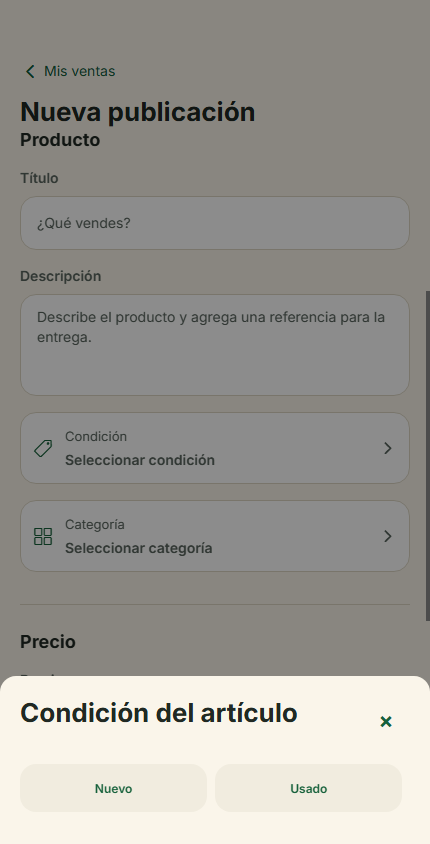 Mis ventas
Nueva publicación
Producto
Título
¿Qué vendes?
Descripción
Describe el producto y agrega una referencia para la
entrega.
Condición
Seleccionar condición
Categoría
Seleccionar categoría
Precio
Condición del artículo
Nuevo
Usado